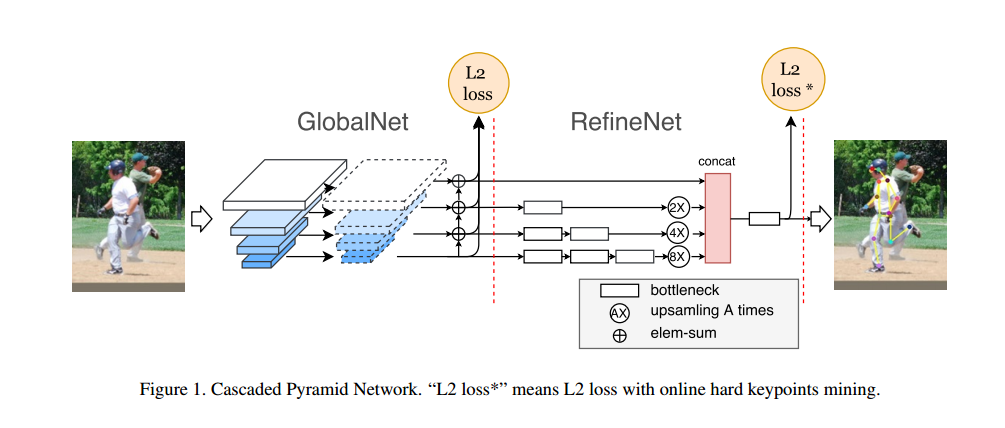 L2
loss
L2
loss *
GlobalNet
RefineNet
concat
2X
4X
8X
bottleneck
AX
upsamling A times
elem-sum
Figure 1. Cascaded Pyramid Network. “L2 loss*” means L2 loss with online hard keypoints mining.